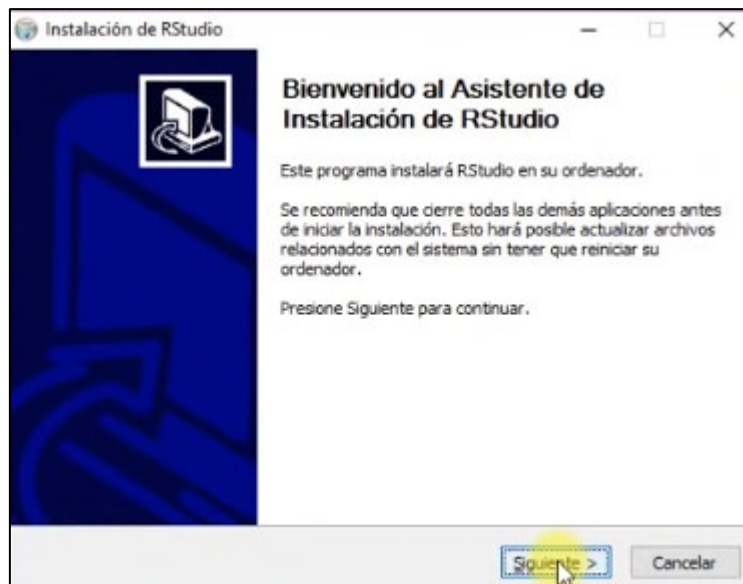 Instalación de RStudio
Bienvenido al Asistente de
Instalación de RStudio
Este programa instalará RStudio en su ordenador.
Se recomienda que cierre todas las demás aplicaciones antes
de iniciar la instalación. Esto hará posible actualizar archivos
relacionados con el sistema sin tener que reiniciar su
ordenador.
Presione Siguiente para continuar.
Siguiente > Cancelar